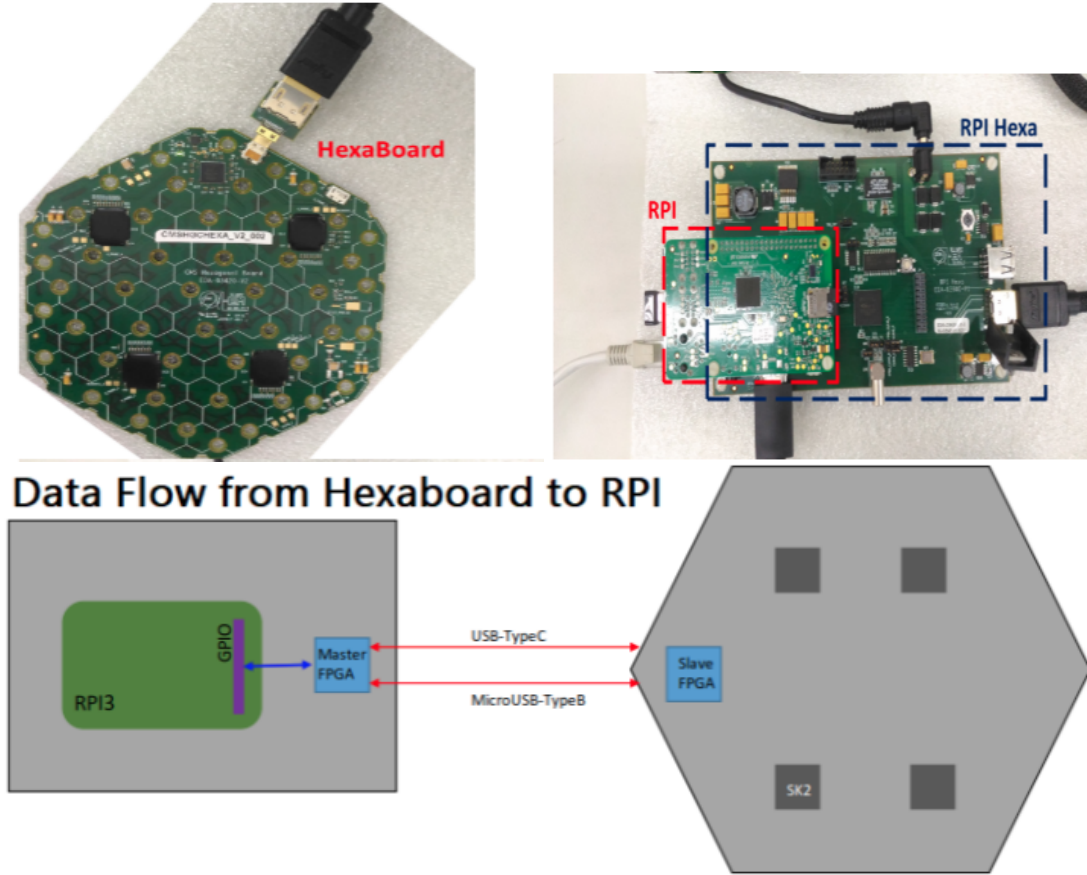 HexaBoard
CMSHGCHEXA_V2_002
RPI Hexa
RPI
Data Flow from Hexaboard to RPI
GPIO
RPI3
Master
FPGA
USB-TypeC
MicroUSB-TypeB
Slave
FPGA
SK2